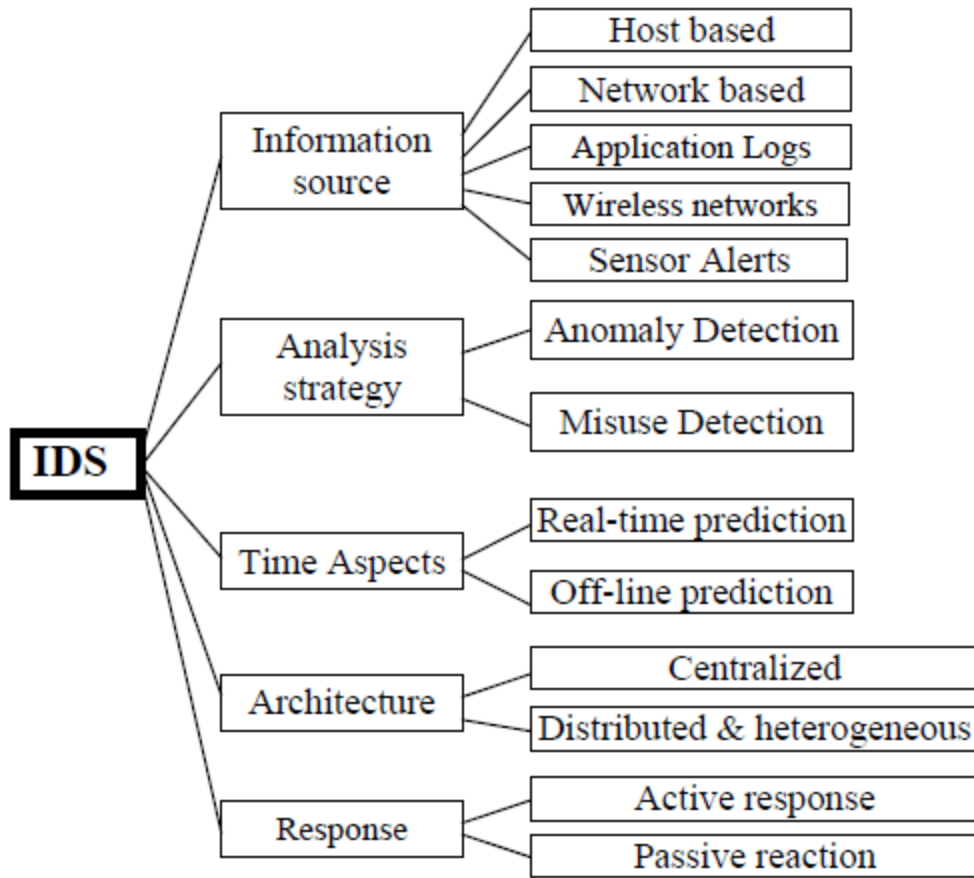 Host based
Network based
Information
source
Application Logs
Wireless networks
Sensor Alerts
Analysis
strategy
Anomaly Detection
Misuse Detection
IDS
Time Aspects
Real-time prediction
Off-line prediction
Architecture
Centralized
Distributed & heterogeneous
Response
Active response
Passive reaction